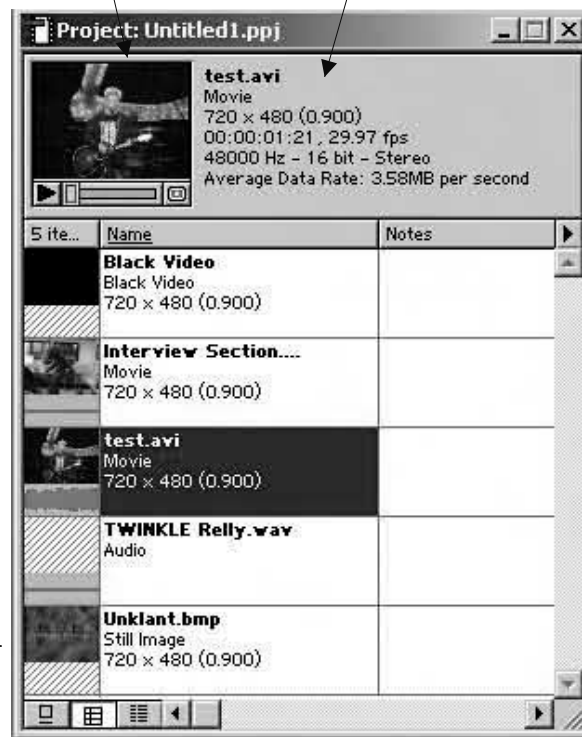 Project: Untitled1.ppj
test.avi
Movie
720 × 480 (0.900)
00:00:01:21, 29.97 fps
48000 Hz - 16 bit - Stereo
Average Data Rate: 3.58MB per second
5 ite... Name Notes
Black Video
Black Video
720 × 480 (0.900)
Interview Section....
Movie
720 × 480 (0.900)
test.avi
Movie
720 × 480 (0.900)
TWINKLE Relly.wav
Audio
Unklant.bmp
Still Image
720 × 480 (0.900)